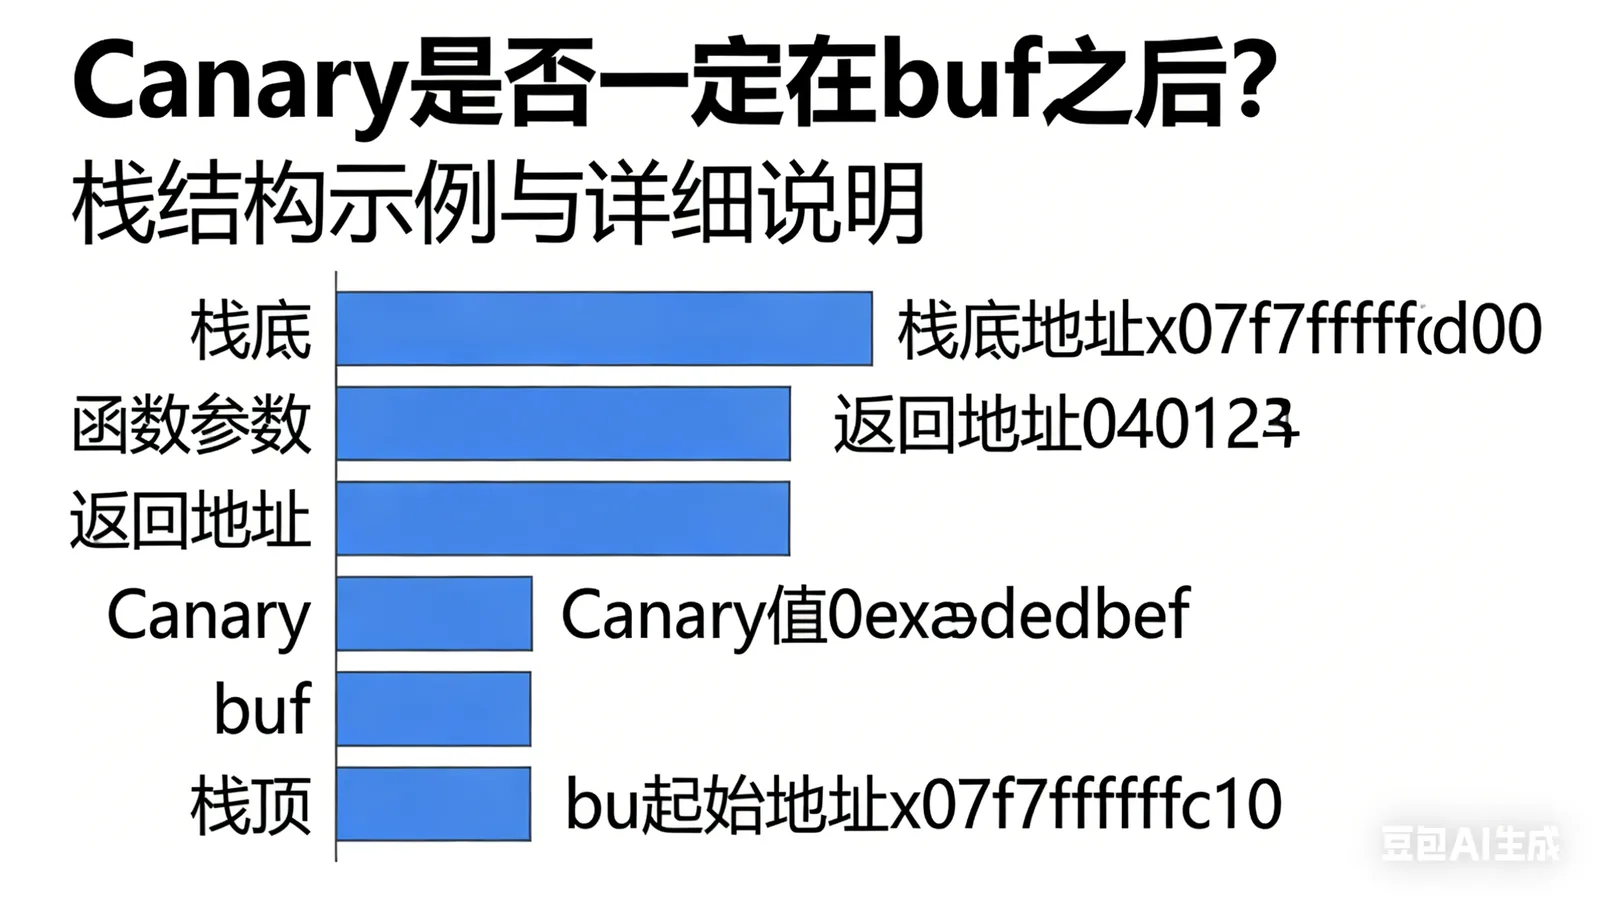 Canary是否一定在buf之后?
栈结构示例与详细说明
栈底
栈底地址x07f7fffffd00
函数参数
返回地址
返回地址
Canary
Canary值
buf
栈顶
bu起始地址x07f7ffffffc10
豆包AI生成